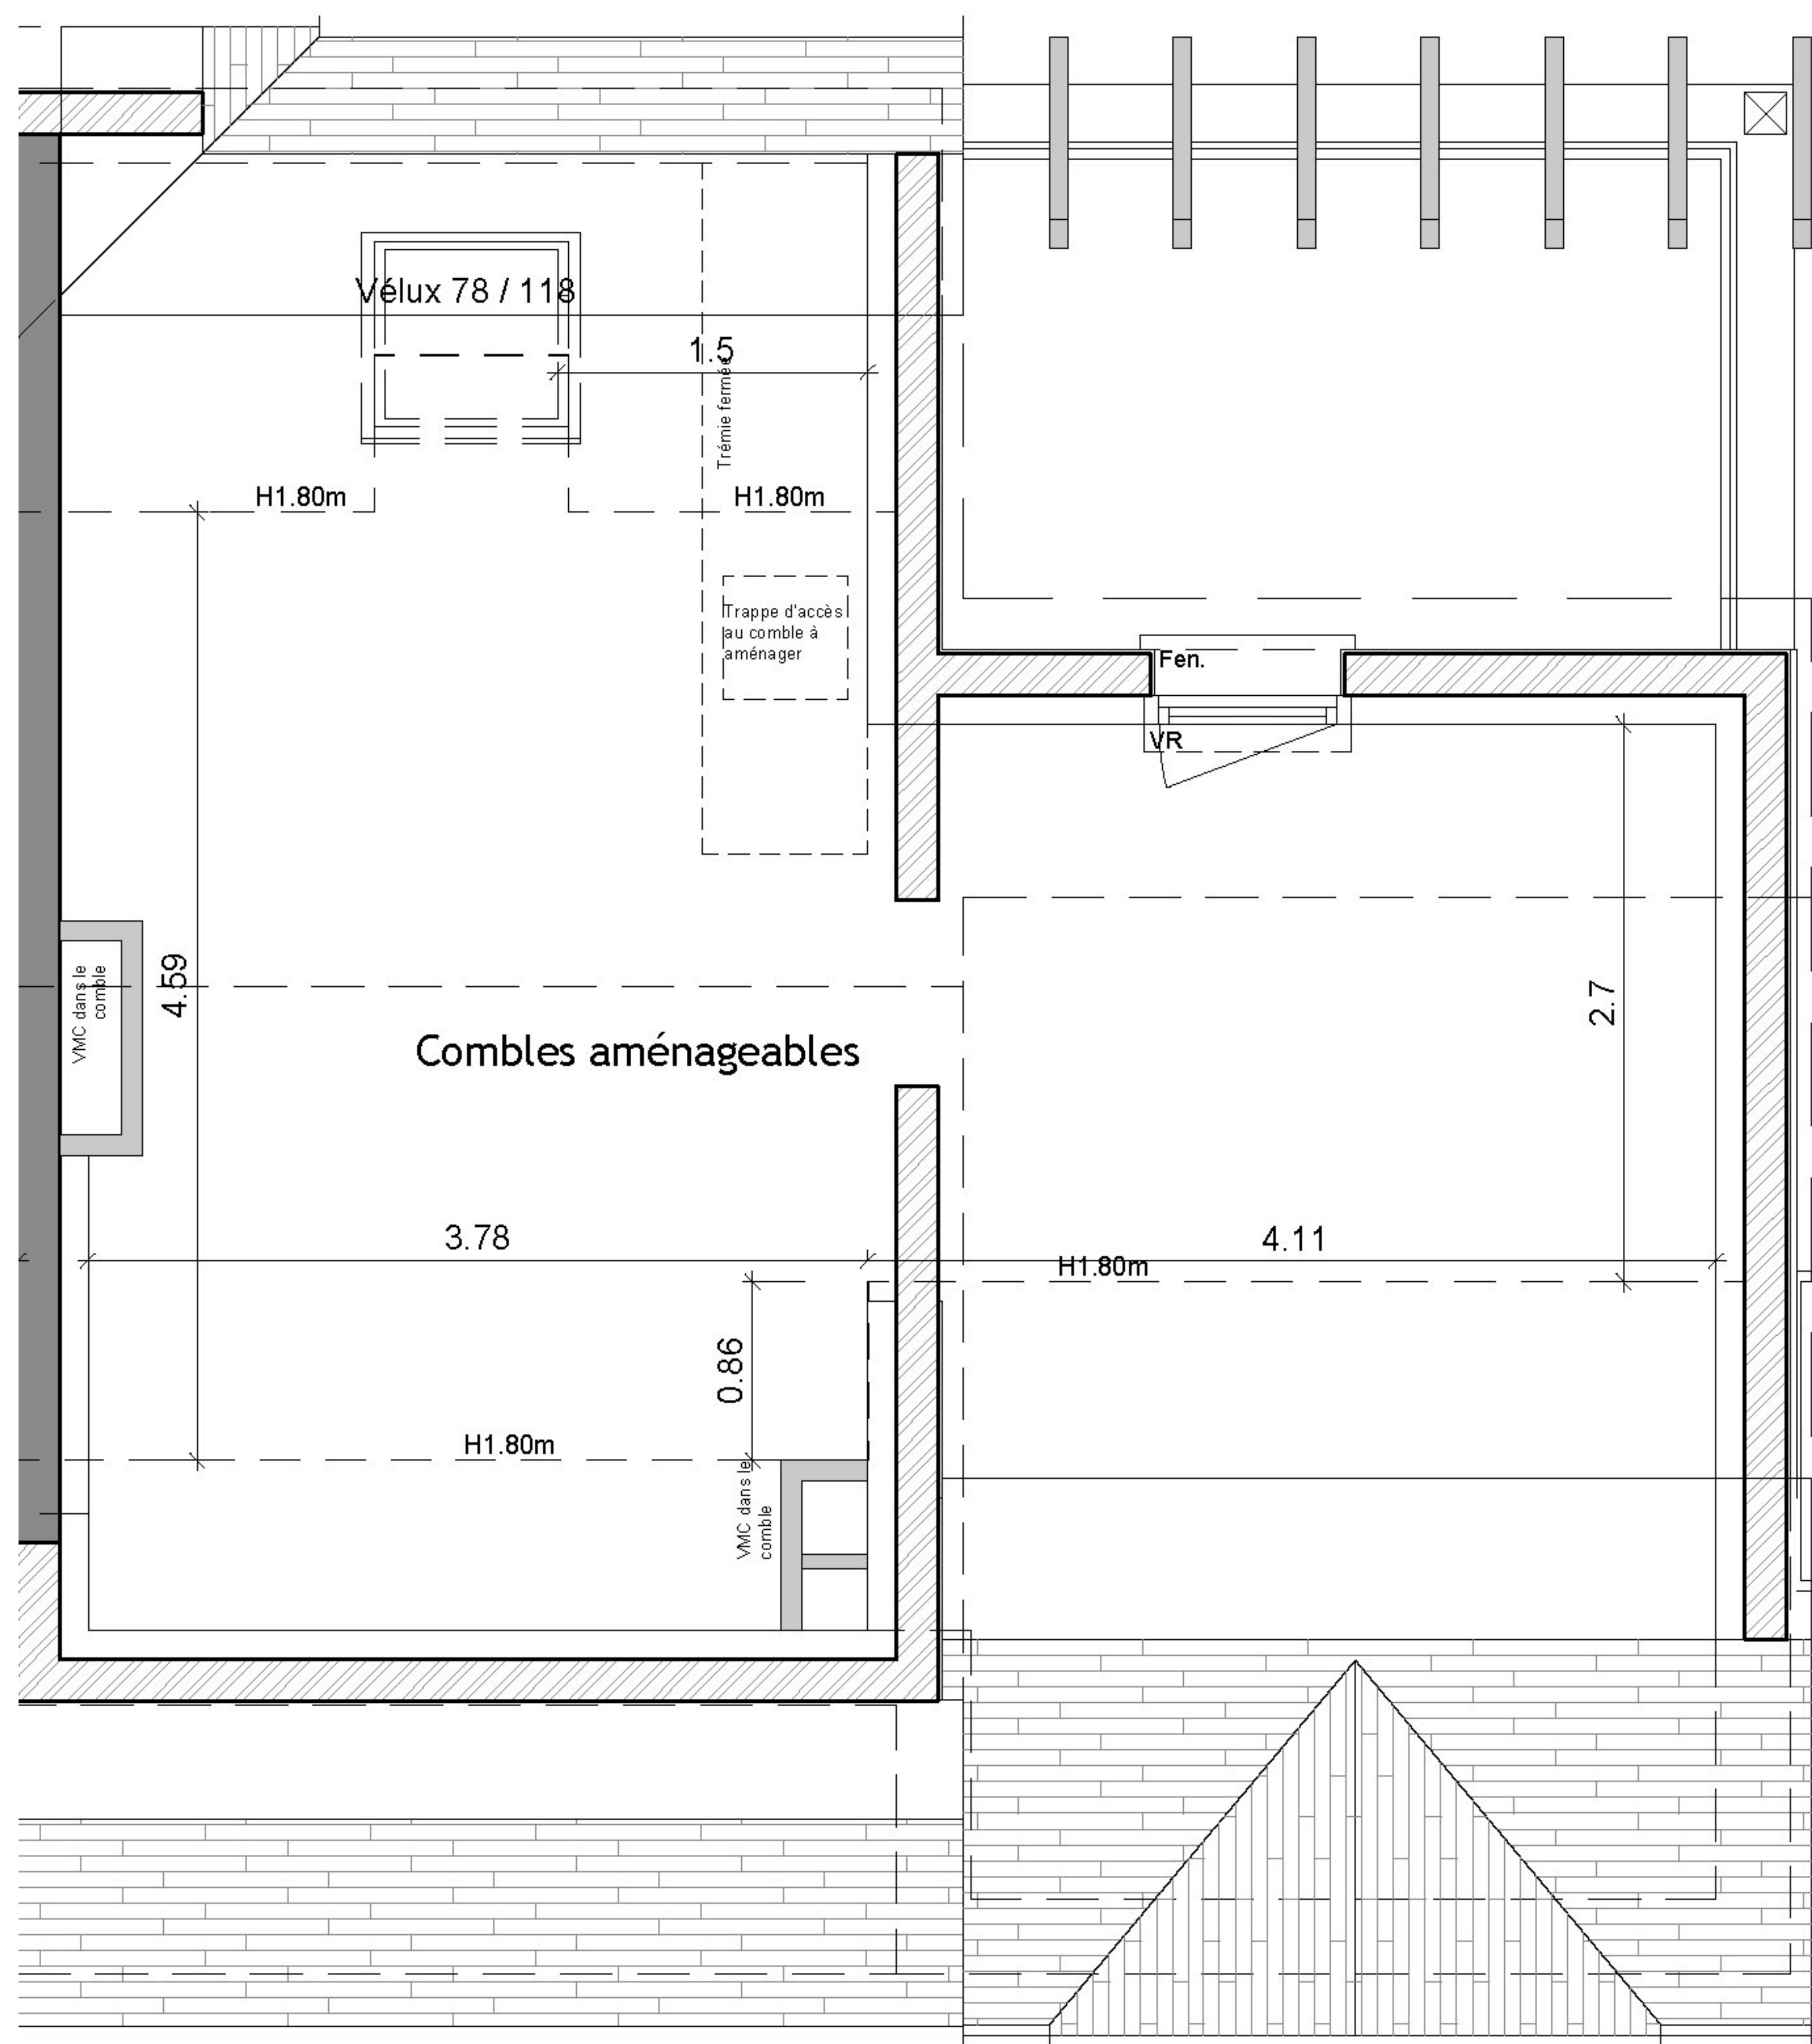 Vélux 78 / 118
1.5
Trémie fermée
H1.80m
H1.80m
Trappe d'accès
au comble à
aménager
Fen.
VR
VMC dans le
comble
4.59
2.7
Combles aménageables
3.78
4.11
H1.80m
0.86
H1.80m
VMC dans le
comble